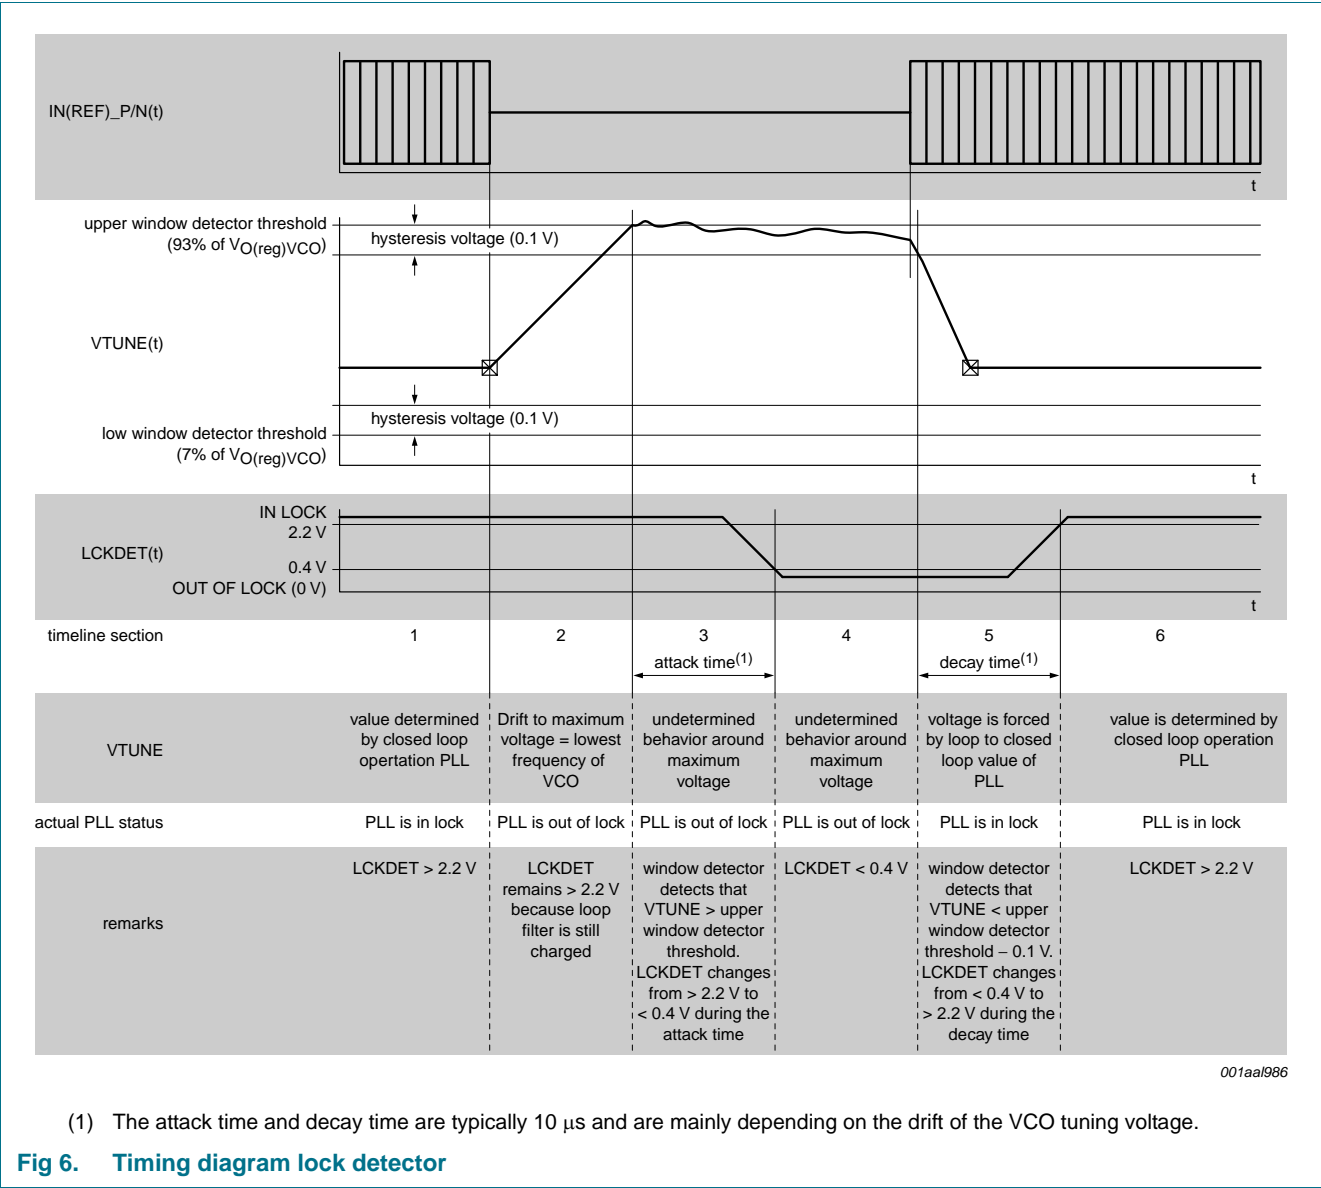 IN(REF)_P/N(t)
t
upper window detector threshold
(93% of VO(reg)VCO)
hysteresis voltage (0.1 V)
VTUNE(t)
hysteresis voltage (0.1 V)
low window detector threshold
(7% of VO(reg)VCO)
t
IN LOCK
2.2 V
LCKDET(t)
0.4 V
OUT OF LOCK (0 V)
t
timeline section 1 2 3 4 5 6
attack time(1) decay time(1)
VTUNE
value determined
by closed loop
opertation PLL
Drift to maximum
voltage = lowest
frequency of
VCO
undetermined
behavior around
maximum
voltage
undetermined
behavior around
maximum
voltage
voltage is forced
by loop to closed
loop value of
PLL
value is determined by
closed loop operation
PLL
actual PLL status PLL is in lock PLL is out of lock PLL is out of lock PLL is out of lock PLL is in lock PLL is in lock
remarks
LCKDET > 2.2 V
LCKDET
remains > 2.2 V
because loop
filter is still
charged
window detector
detects that
VTUNE > upper
window detector
threshold.
LCKDET changes
from > 2.2 V to
< 0.4 V during the
attack time
LCKDET < 0.4 V
window detector
detects that
VTUNE < upper
window detector
threshold − 0.1 V.
LCKDET changes
from < 0.4 V to
> 2.2 V during the
decay time
LCKDET > 2.2 V
001aal986
(1) The attack time and decay time are typically 10 μs and are mainly depending on the drift of the VCO tuning voltage.
Fig 6. Timing diagram lock detector